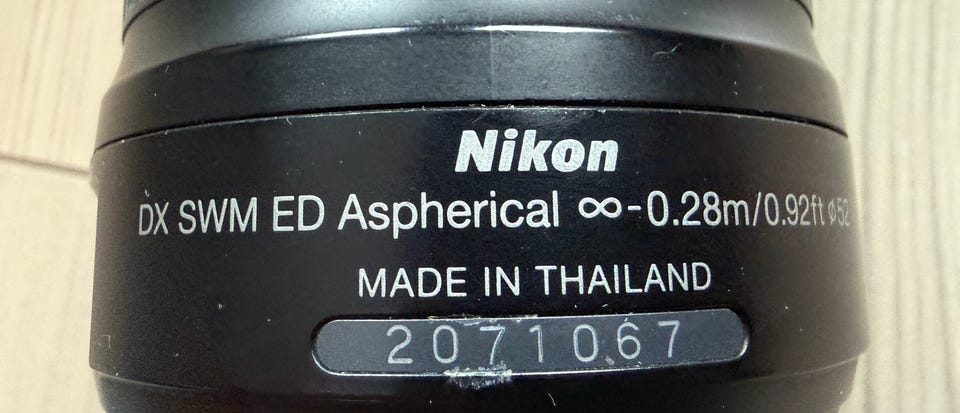 Nikon
DX SWM ED Aspherical ∞-0.28m/0.92ft ø52
MADE IN THAILAND
2071067